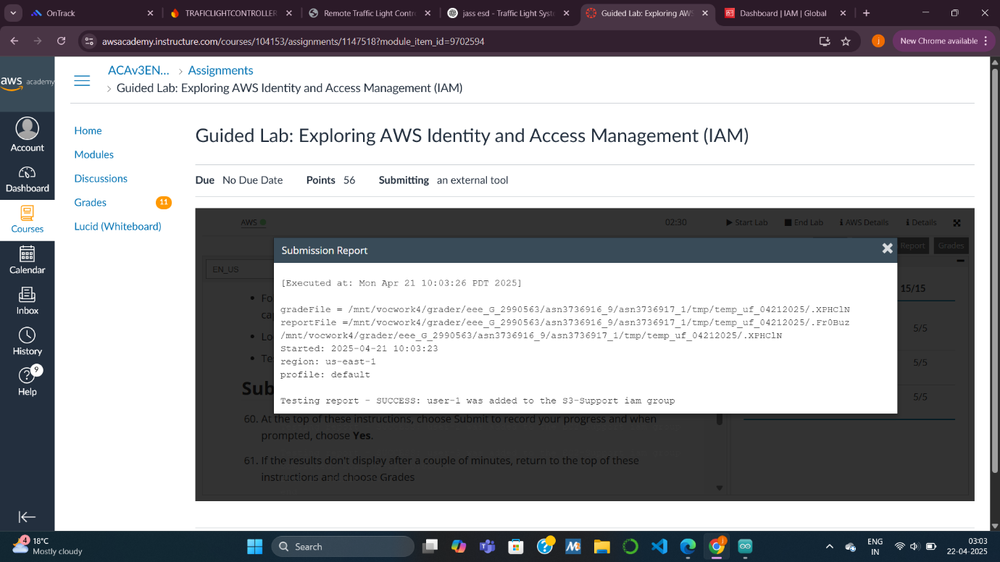 OnTrack
TRAFICLIGHTCONTROLLER
Remote Traffic Light Contr
jass esd - Traffic Light Syste
Guided Lab: Exploring AWS
Dashboard | IAM | Global
awsacademy.instructure.com/courses/104153/assignments/1147518?module_item_id=9702594
j
New Chrome available
aws academy
Account
Dashboard
Courses
Calendar
Inbox
History
9
Help
ACAv3EN... > Assignments
> Guided Lab: Exploring AWS Identity and Access Management (IAM)
Home
Modules
Discussions
Grades 11
Lucid (Whiteboard)
Guided Lab: Exploring AWS Identity and Access Management (IAM)
Due No Due Date Points 56 Submitting an external tool
AWS 02:30 Start Lab End Lab AWS Details Details
Report Grades
EN_US
15/15
5/5
5/5
5/5
Submission Report
[Executed at: Mon Apr 21 10:03:26 PDT 2025]
gradeFile = /mnt/vocwork4/grader/eee_G_2990563/asn3736916_9/asn3736917_1/tmp/temp_uf_04212025/.XPHClN
reportFile =/mnt/vocwork4/grader/eee_G_2990563/asn3736916_9/asn3736917_1/tmp/temp_uf_04212025/.Fr0Buz
/mnt/vocwork4/grader/eee_G_2990563/asn3736916_9/asn3736917_1/tmp/temp_uf_04212025/.XPHClN
Started: 2025-04-21 10:03:23
region: us-east-1
profile: default
Testing report - SUCCESS: user-1 was added to the S3-Support iam group
60. At the top of these instructions, choose Submit to record your progress and when
prompted, choose Yes.
61. If the results don't display after a couple of minutes, return to the top of these
instructions and choose Grades
4
18°C
Mostly cloudy
Search
ENG
IN
03:03
22-04-2025